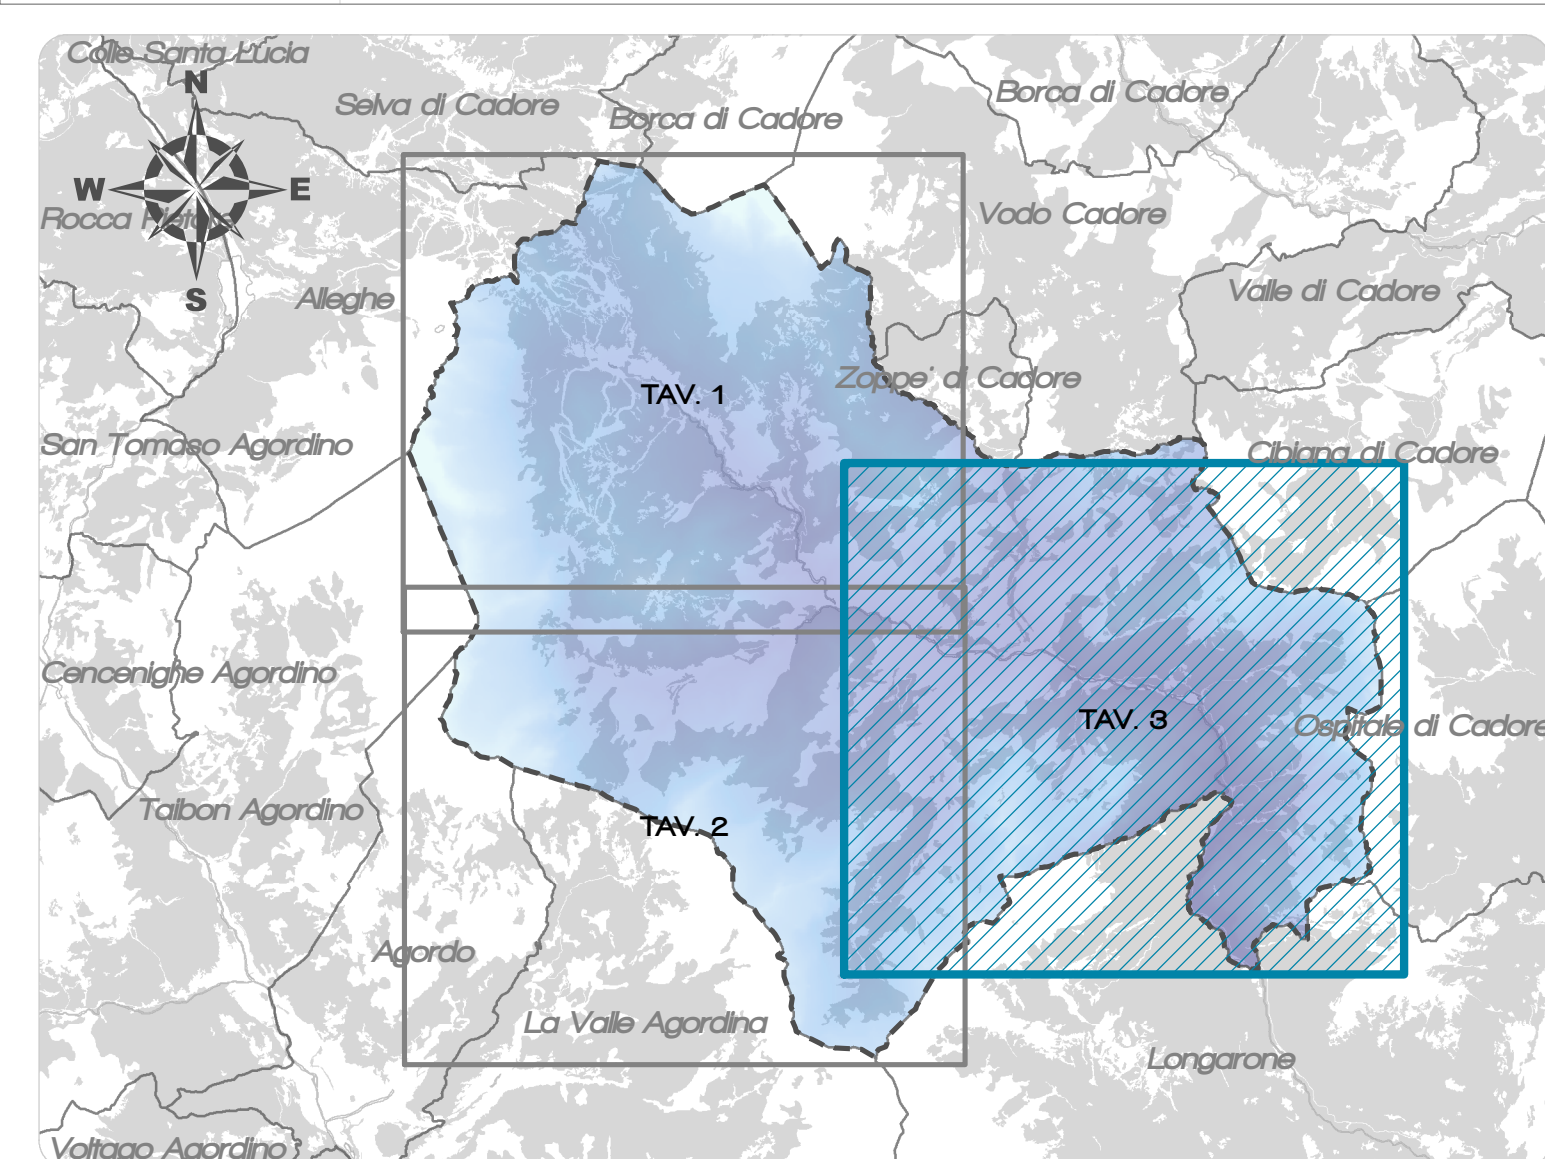 Colle Santa Lucia
N
Selva di Cadore
Borca di Cadore
Borca di Cadore
W
E
Rocca Pietore
Vodo Cadore
S
Alleghe
Valle di Cadore
TAV. 1
Zoppe' di Cadore
San Tomaso Agordino
Cibiana di Cadore
Cencenighe Agordino
TAV. 3
Ospitale di Cadore
Taibon Agordino
TAV. 2
Agordo
La Valle Agordina
Longarone
Voltago Agordino